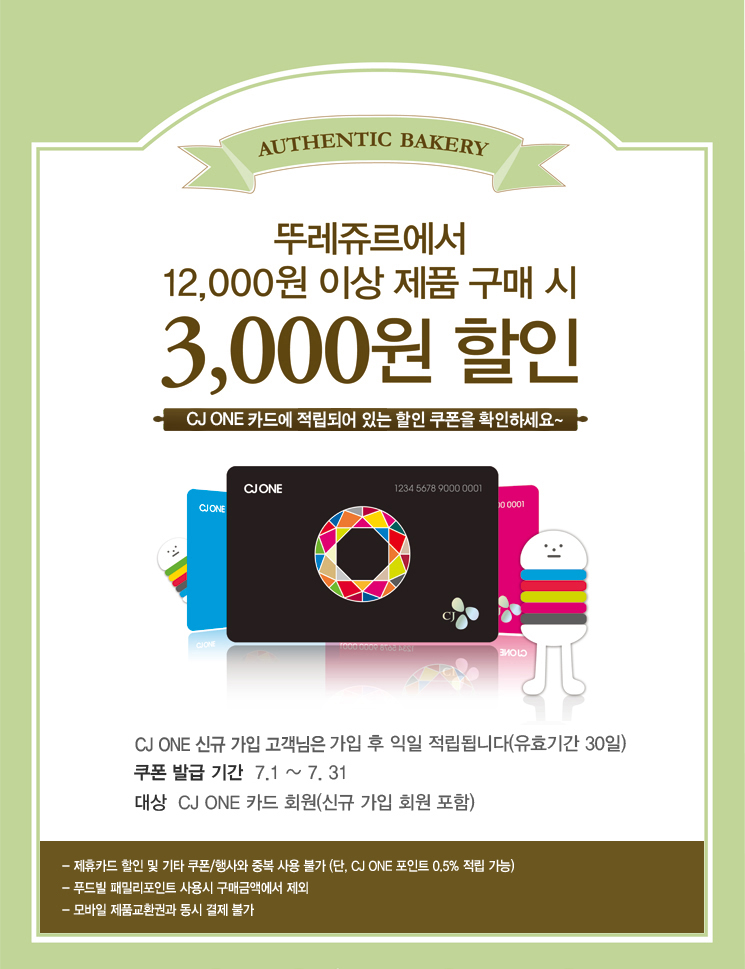 AUTHENTIC BAKERY
뚜레쥬르에서
12,000원 이상 제품 구매 시
3,000원 할인
CJ ONE 카드에 적립되어 있는 할인 쿠폰을 확인하세요~
CJ ONE
CJ ONE
1234 5678 9000 0001
00 0001
CJ
CJ ONE 신규 가입 고객님은 가입 후 익일 적립됩니다(유효기간 30일)
쿠폰 발급 기간 7.1 ~ 7. 31
대상 CJ ONE 카드 회원(신규 가입 회원 포함)
- 제휴카드 할인 및 기타 쿠폰/행사와 중복 사용 불가 (단, CJ ONE 포인트 0.5% 적립 가능)
- 푸드빌 패밀리포인트 사용시 구매금액에서 제외
- 모바일 제품교환권과 동시 결제 불가